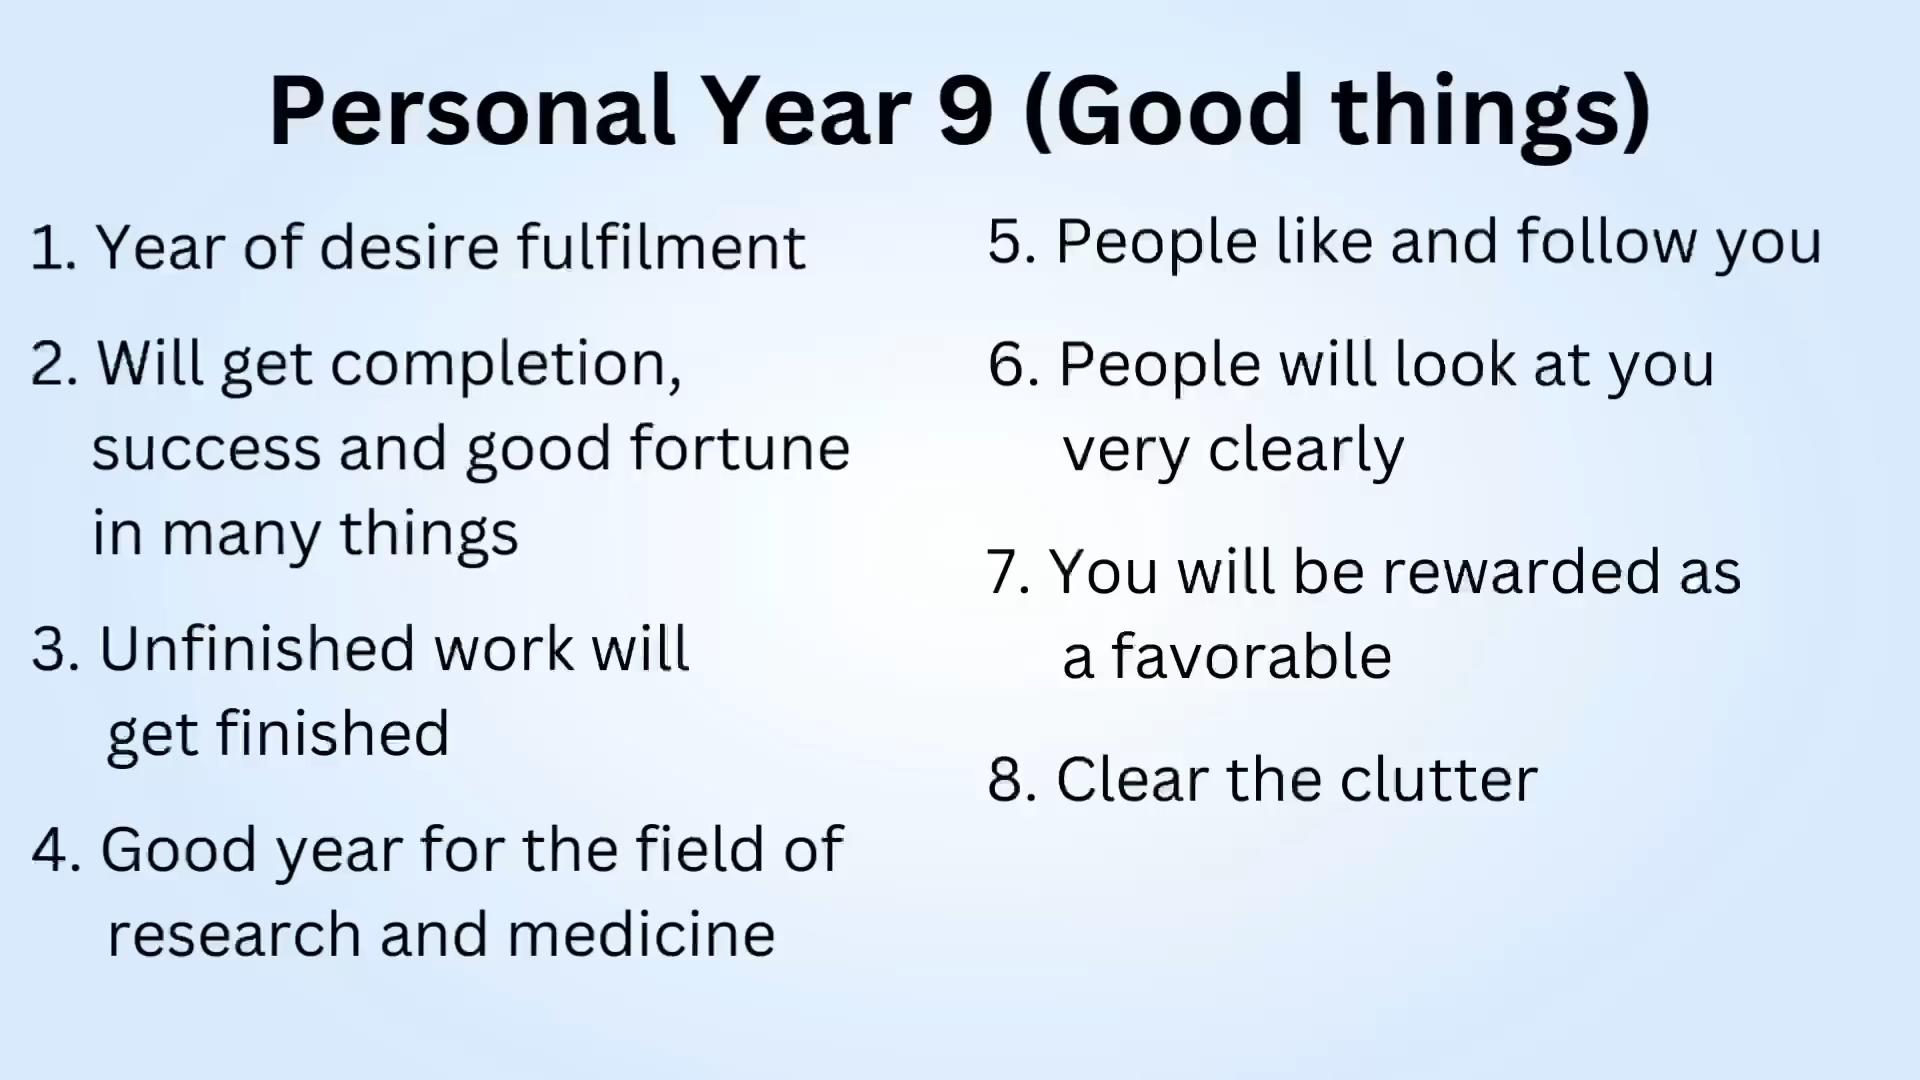 Personal Year 9 (Good things)
1. Year of desire fulfilment
2. Will get completion,
success and good fortune
in many things
3. Unfinished work will
get finished
4. Good year for the field of
research and medicine
5. People like and follow you
6. People will look at you
very clearly
7. You will be rewarded as
a favorable
8. Clear the clutter